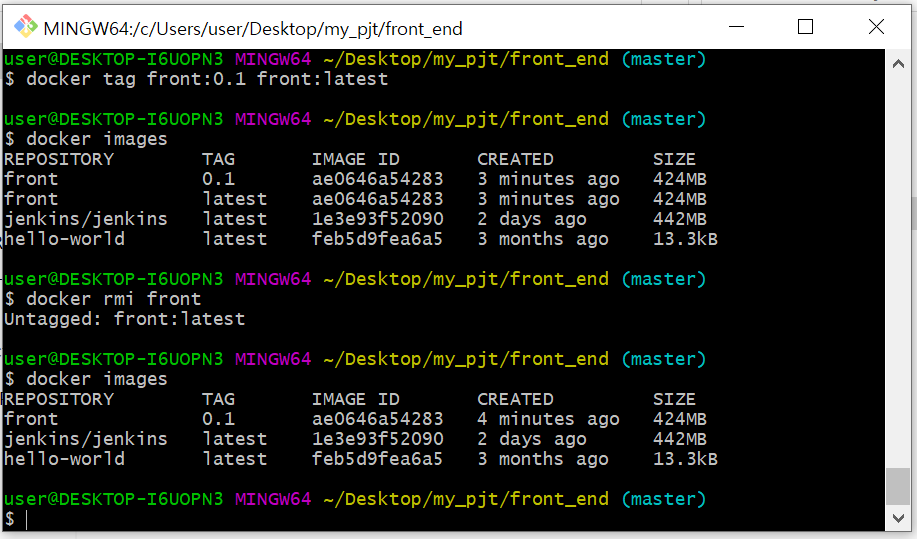 MINGW64:/c/Users/user/Desktop/my_pjt/front_end
user@DESKTOP-I6UOPN3 MINGW64 ~/Desktop/my_pjt/front_end (master)
$ docker tag front:0.1 front:latest
user@DESKTOP-I6UOPN3 MINGW64 ~/Desktop/my_pjt/front_end (master)
$ docker images
REPOSITORY        TAG       IMAGE ID       CREATED         SIZE
front             0.1       ae0646a54283   3 minutes ago   424MB
front             latest    ae0646a54283   3 minutes ago   424MB
jenkins/jenkins   latest    1e3e93f52090   2 days ago      442MB
hello-world       latest    feb5d9fea6a5   3 months ago    13.3kB
user@DESKTOP-I6UOPN3 MINGW64 ~/Desktop/my_pjt/front_end (master)
$ docker rmi front
Untagged: front:latest
user@DESKTOP-I6UOPN3 MINGW64 ~/Desktop/my_pjt/front_end (master)
$ docker images
REPOSITORY        TAG       IMAGE ID       CREATED         SIZE
front             0.1       ae0646a54283   4 minutes ago   424MB
jenkins/jenkins   latest    1e3e93f52090   2 days ago      442MB
hello-world       latest    feb5d9fea6a5   3 months ago    13.3kB
user@DESKTOP-I6UOPN3 MINGW64 ~/Desktop/my_pjt/front_end (master)
$